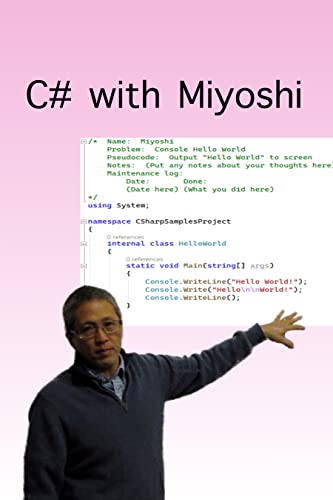 C# with Miyoshi
/*  Name:  Miyoshi
Problem:  Console Hello World
Pseudocode:  Output "Hello World" to screen
Notes:  (Put any notes about your thoughts here)
Maintenance log:
Date:       Done:
(Date here) (What you did here)
*/
using System;
namespace CSharpSamplesProject
{
0 references
internal class HelloWorld
{
0 references
static void Main(string[] args)
{
Console.WriteLine("Hello World!");
Console.Write("Hello\n\nWorld!");
Console.WriteLine();
}